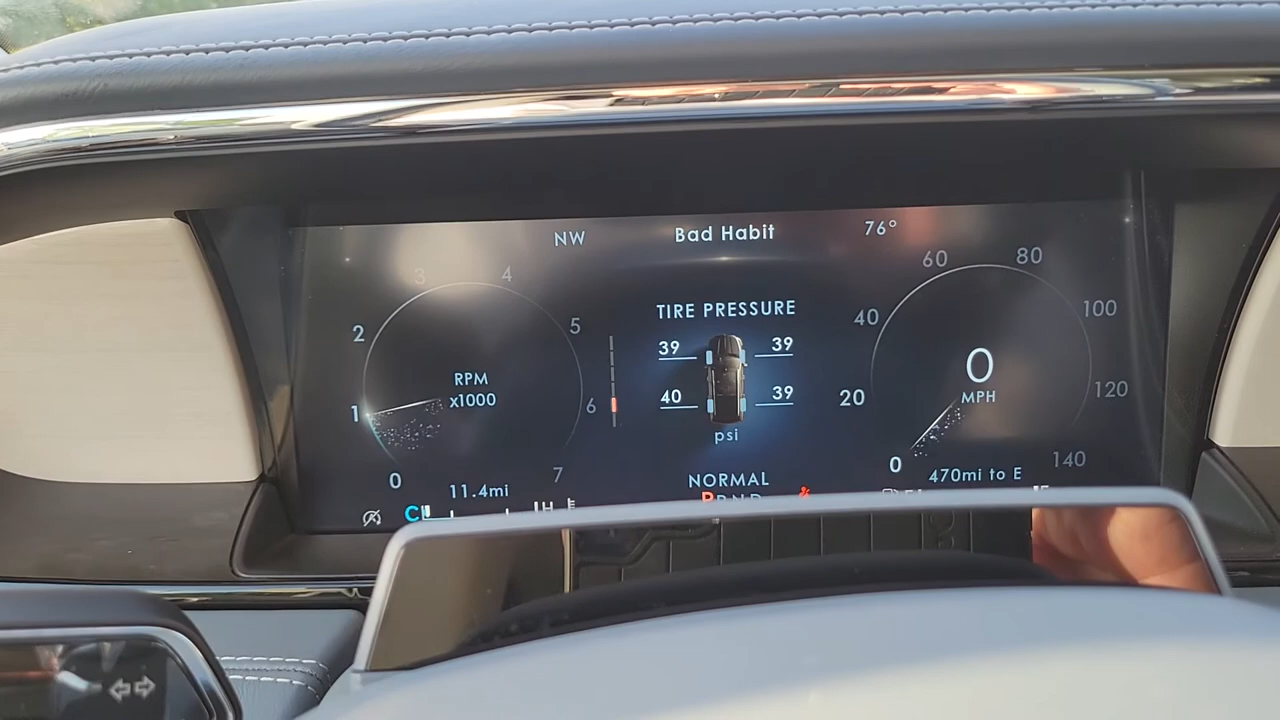 NW Bad Habit 76°
3 4 60 80
TIRE PRESSURE
2 5 40 100
39 39
0
RPM
x1000
MPH
1 6 40 39 20 120
psi
0 7 NORMAL 0 140
11.4mi 470mi to E
PRND
C H